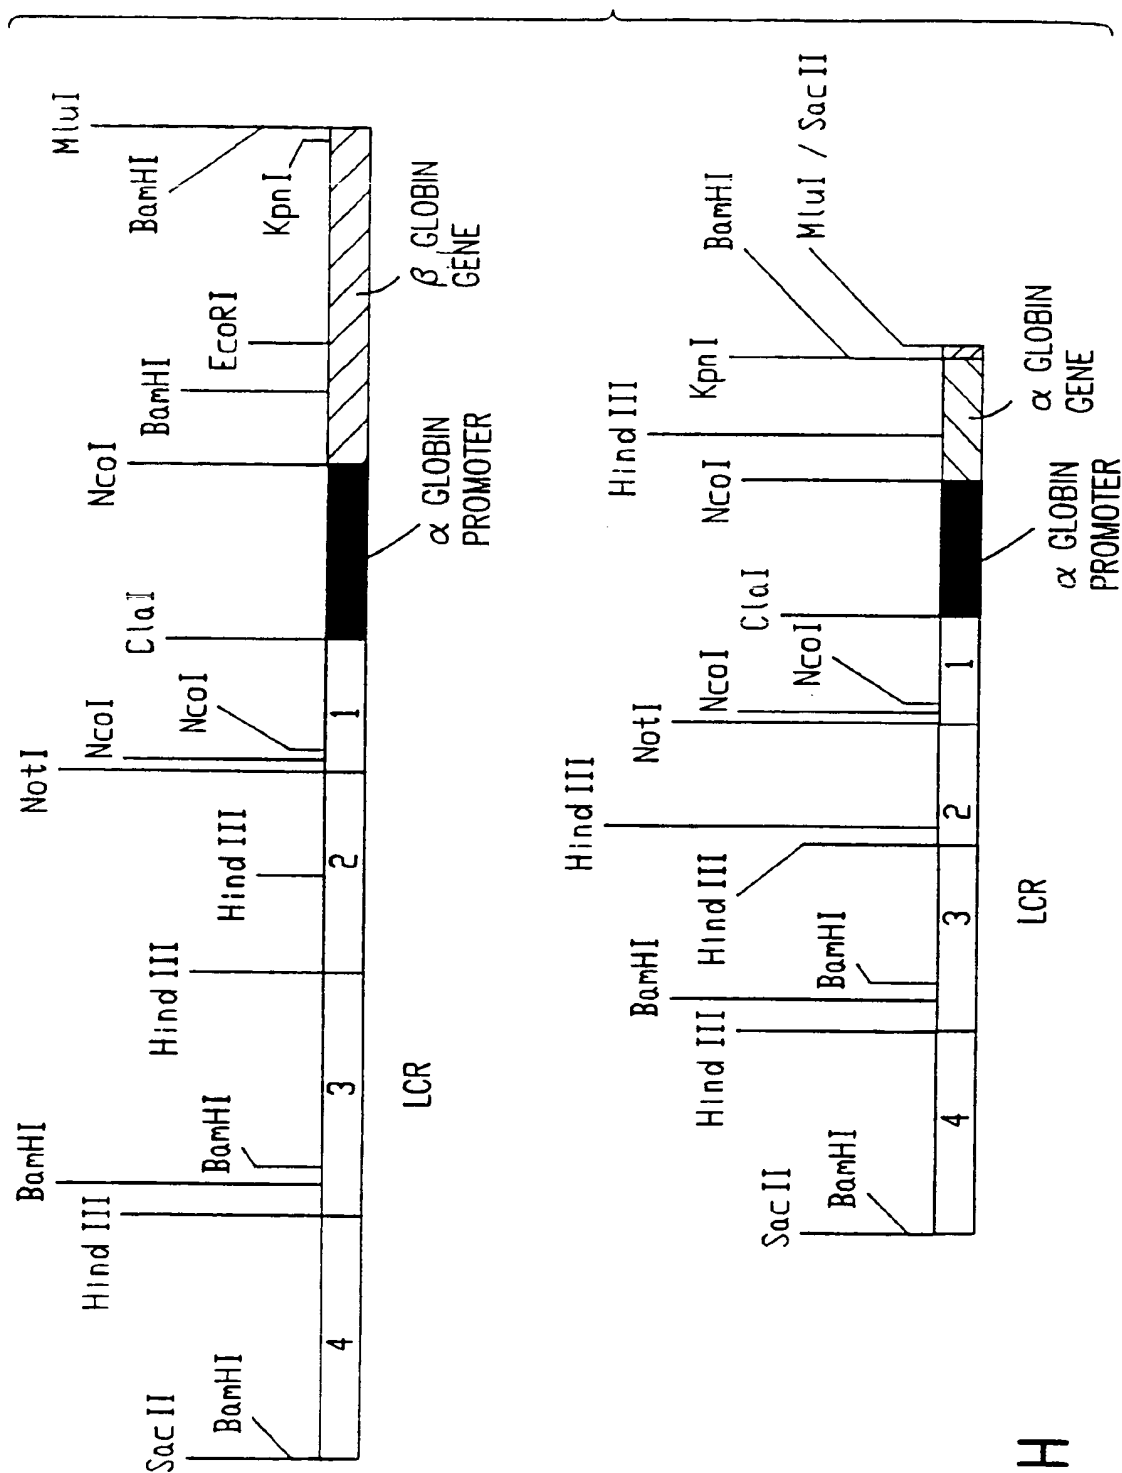 Sac II
BamHI
Hind III
BamHI
BamHI
Hind III
Hind III
NotI
NcoI
NcoI
ClaI
NcoI
BamHI
EcoRI
KpnI
BamHI
MluI
4
3
2
1
LCR
α GLOBIN
PROMOTER
β GLOBIN
GENE
Sac II
BamHI
Hind III
BamHI
BamHI
Hind III
Hind III
NotI
NcoI
NcoI
ClaI
NcoI
Hind III
KpnI
BamHI
MluI / Sac II
4
3
2
1
LCR
α GLOBIN
PROMOTER
α GLOBIN
GENE
H